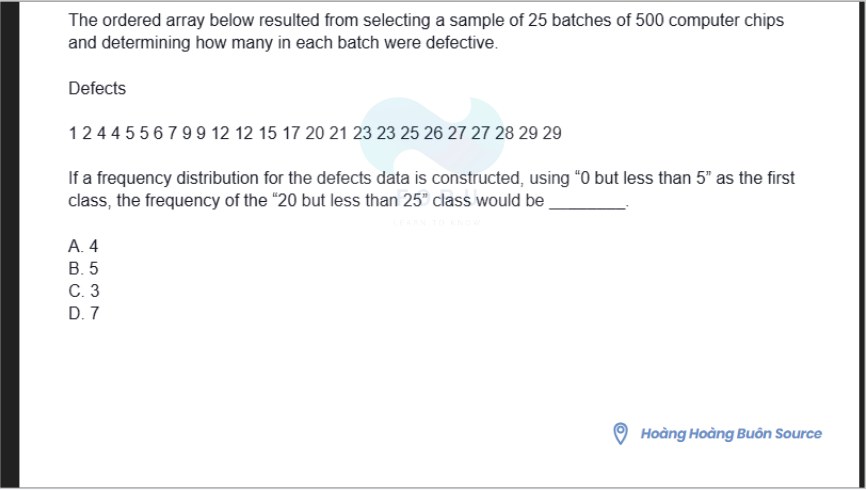 The ordered array below resulted from selecting a sample of 25 batches of 500 computer chips
and determining how many in each batch were defective.
Defects
1 2 4 4 5 5 6 7 9 9 12 12 15 17 20 21 23 23 25 26 27 27 28 29 29
If a frequency distribution for the defects data is constructed, using “0 but less than 5” as the first
class, the frequency of the “20 but less than 25” class would be ________.
A. 4
B. 5
C. 3
D. 7
Hoàng Hoàng Buôn Source